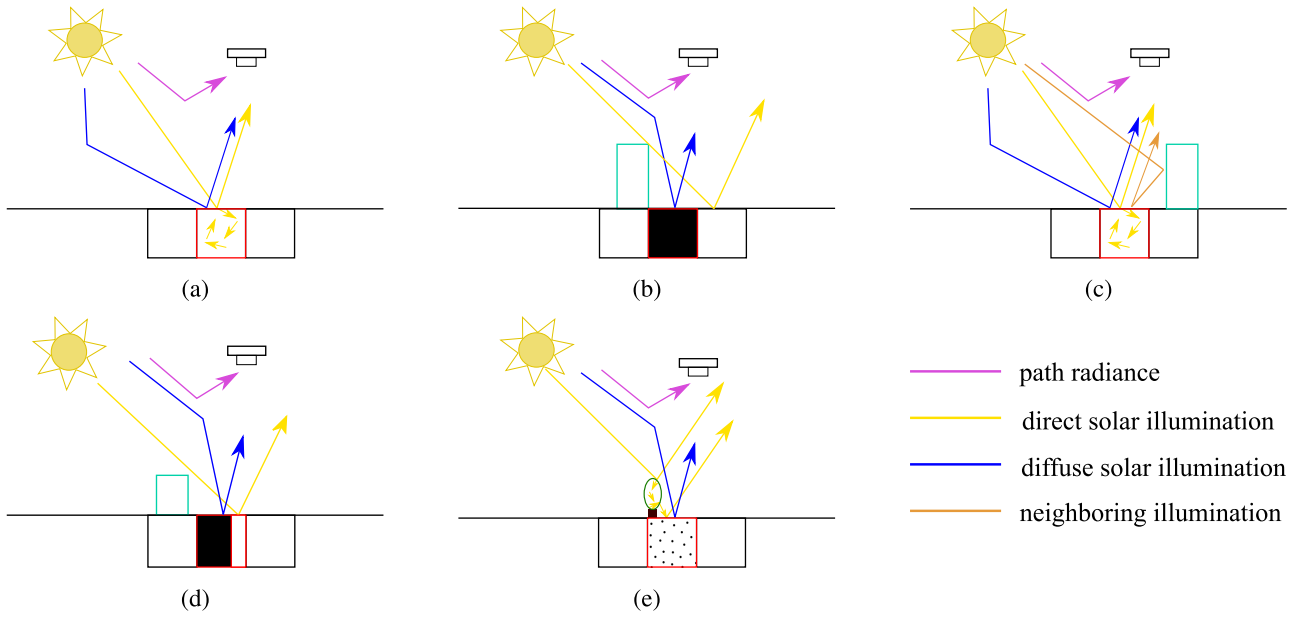 (a)
(b)
(c)
(d)
(e)
path radiance
direct solar illumination
diffuse solar illumination
neighboring illumination